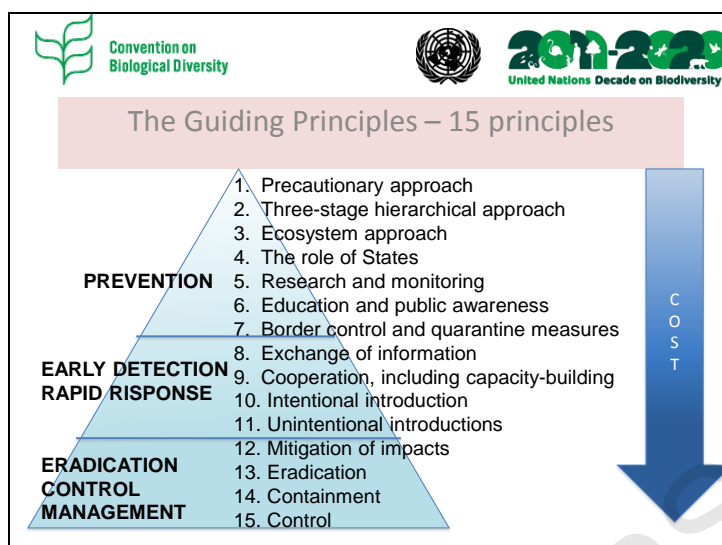 Convention on
Biological Diversity
2011-2020
United Nations Decade on Biodiversity
The Guiding Principles – 15 principles
1. Precautionary approach
2. Three-stage hierarchical approach
3. Ecosystem approach
4. The role of States
PREVENTION
5. Research and monitoring
6. Education and public awareness
7. Border control and quarantine measures
8. Exchange of information
EARLY DETECTION
RAPID RISPONSE
9. Cooperation, including capacity-building
10. Intentional introduction
11. Unintentional introductions
12. Mitigation of impacts
ERADICATION
CONTROL
MANAGEMENT
13. Eradication
14. Containment
15. Control
C
O
S
T